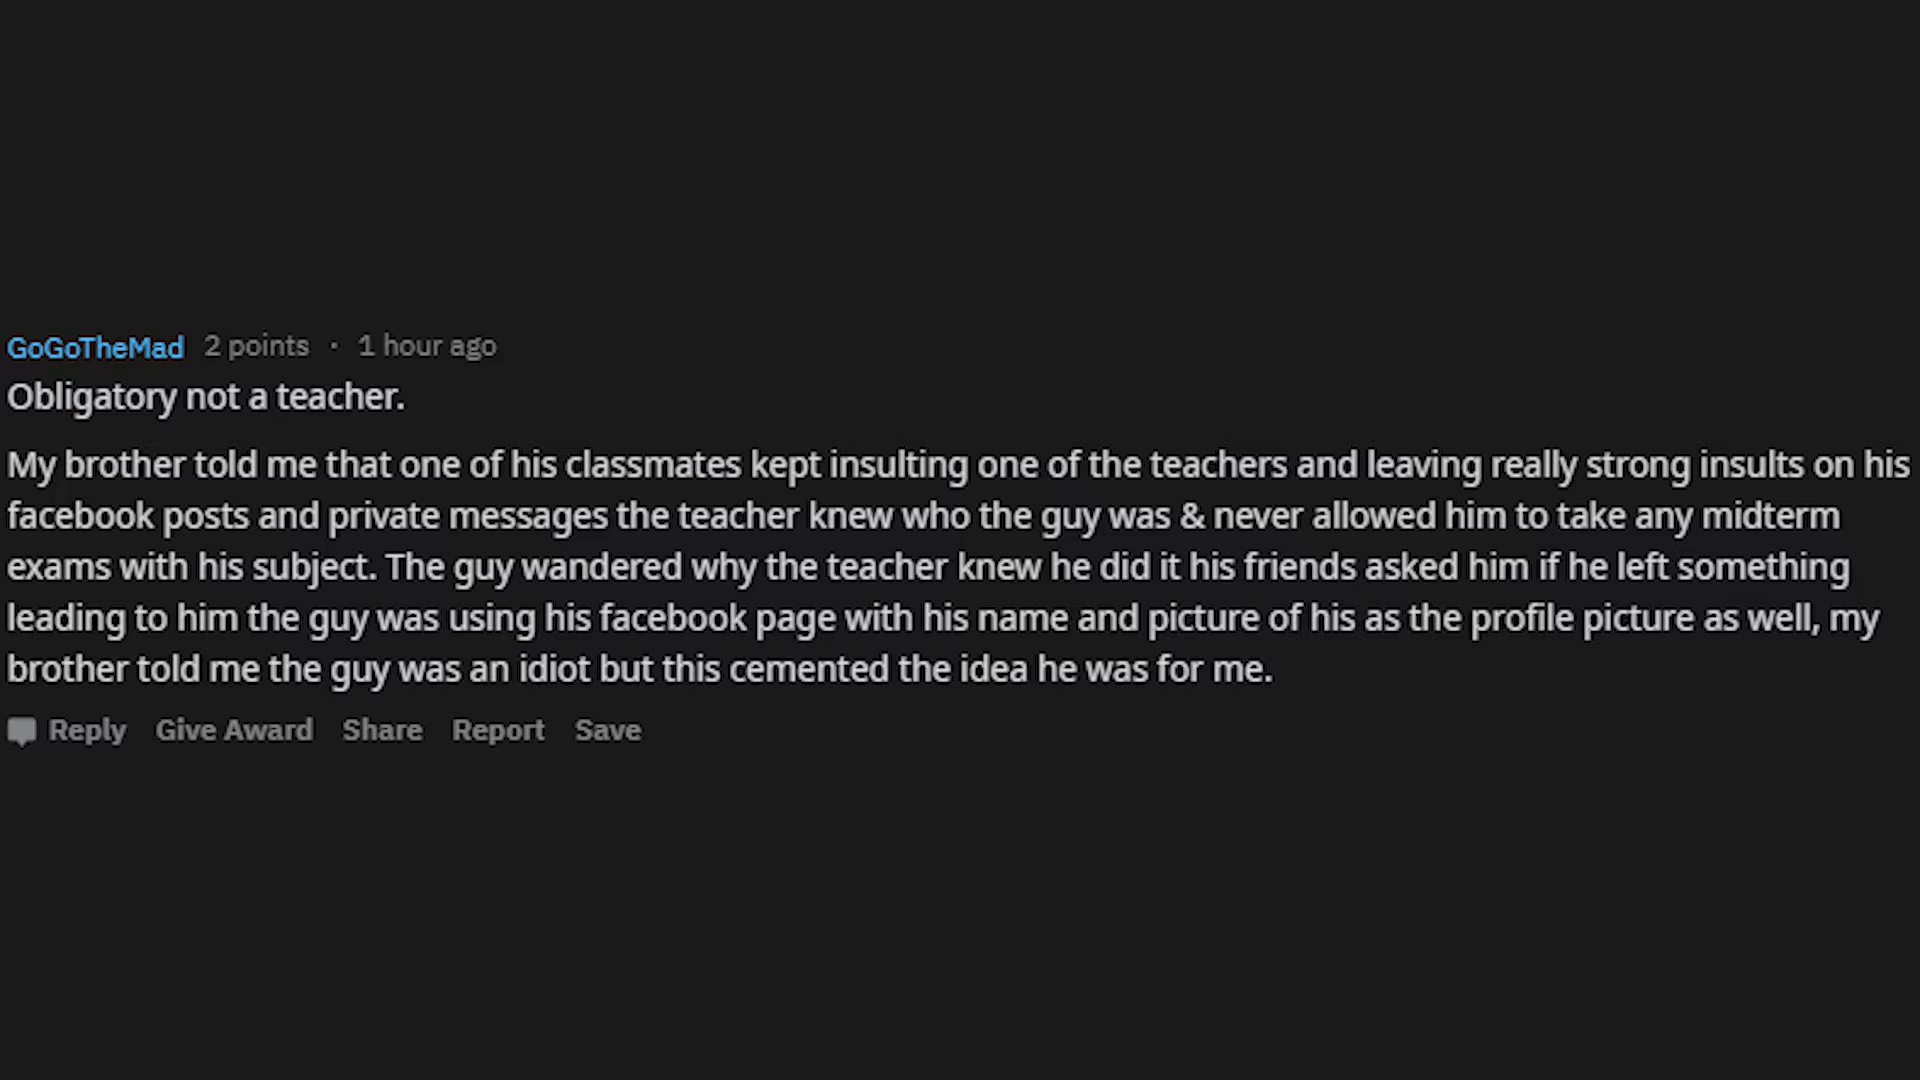 GoGoTheMad 2 points · 1 hour ago
Obligatory not a teacher.
My brother told me that one of his classmates kept insulting one of the teachers and leaving really strong insults on his
facebook posts and private messages the teacher knew who the guy was & never allowed him to take any midterm
exams with his subject. The guy wandered why the teacher knew he did it his friends asked him if he left something
leading to him the guy was using his facebook page with his name and picture of his as the profile picture as well, my
brother told me the guy was an idiot but this cemented the idea he was for me.
Reply Give Award Share Report Save